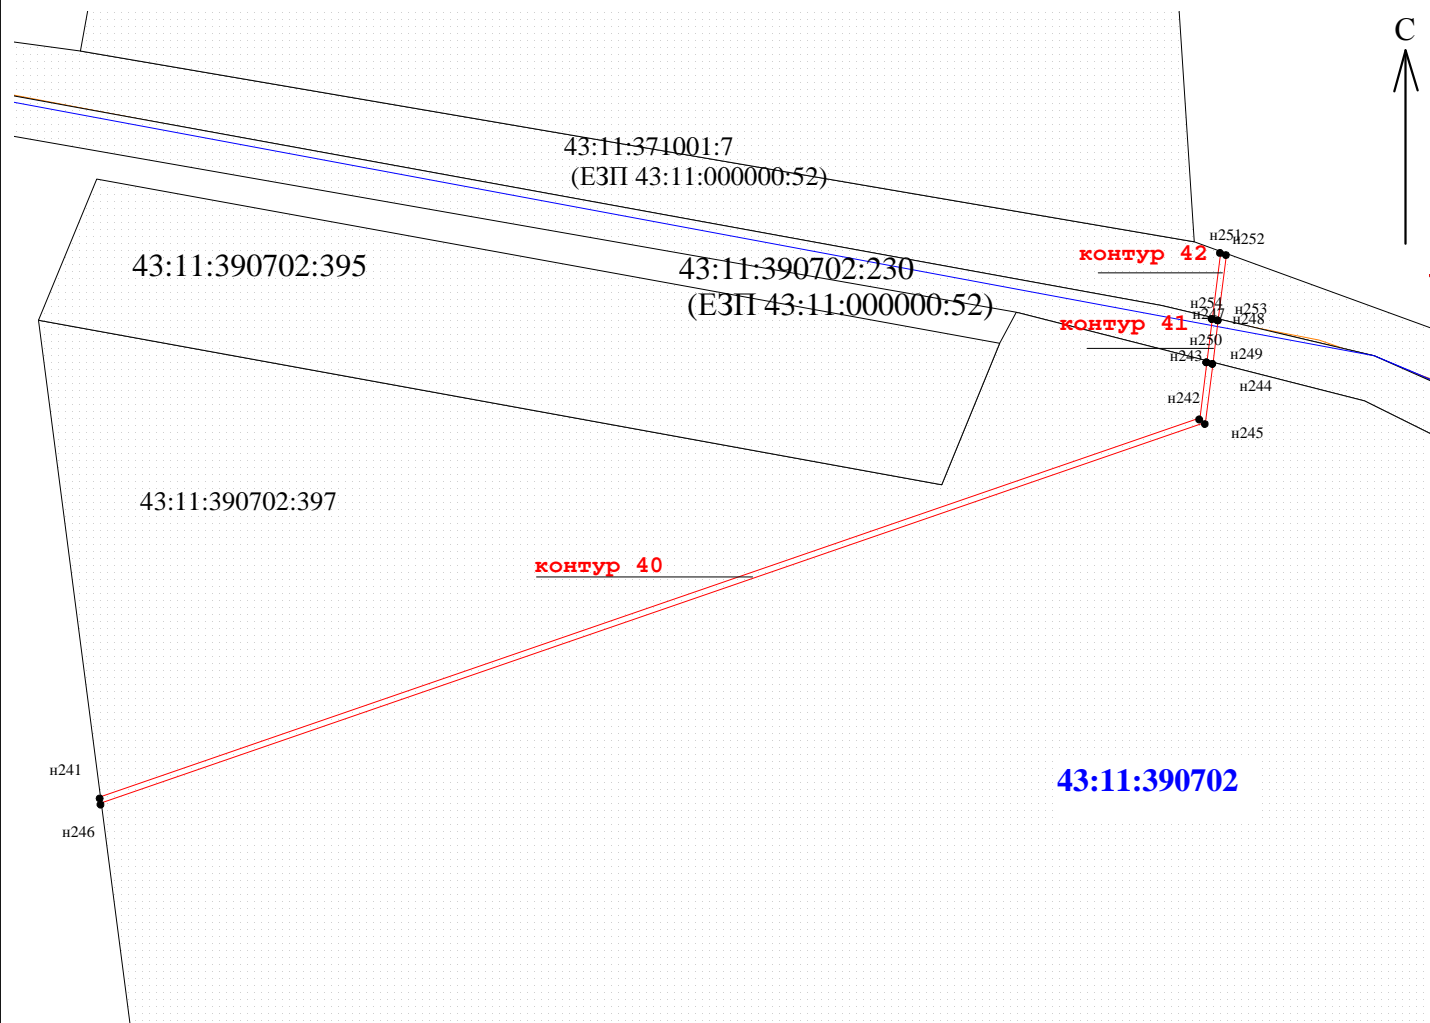 С
43:11:371001:7
(ЕЗП 43:11:000000:52)
н251
н252
контур 42
43:11:390702:395
43:11:390702:230
(ЕЗП 43:11:000000:52)
н254
н253
н247
н248
контур 41
н250
н249
н243
н244
н242
н245
43:11:390702:397
контур 40
н241
43:11:390702
н246